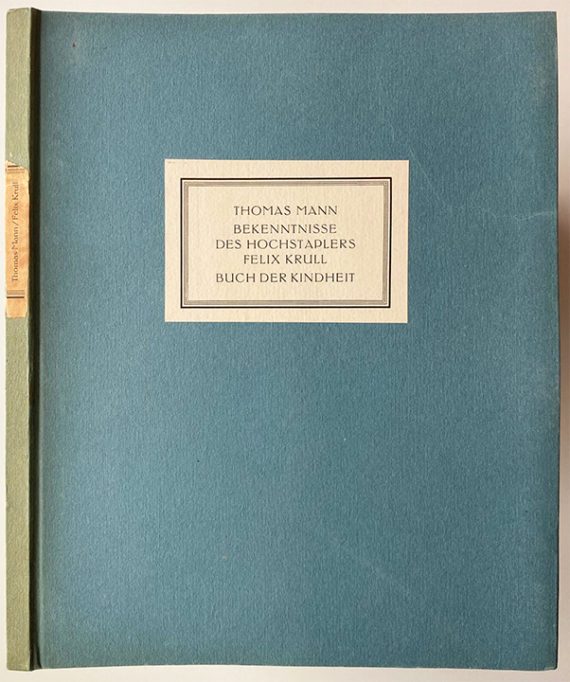 THOMAS MANN
BEKENNTNISSE
DES HOCHSTAPLERS
FELIX KRULL
BUCH DER KINDHEIT
Thomas Mann / Felix Krull